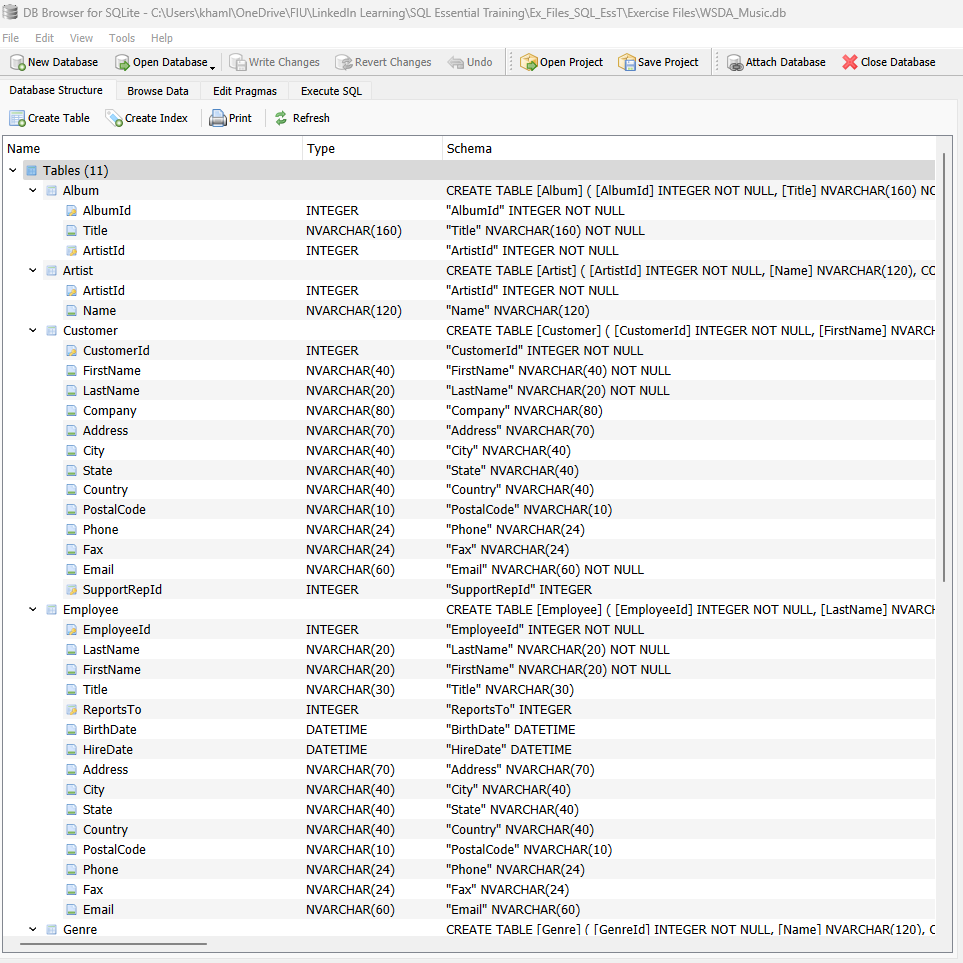 DB Browser for SQLite - C:\Users\khaml\OneDrive\FIU\LinkedIn Learning\SQL Essential Training\Ex_Files_SQL_EssT\Exercise Files\WSDA_Music.db
File Edit View Tools Help
New Database Open Database Write Changes Revert Changes Undo Open Project Save Project Attach Database Close Database
Database Structure Browse Data Edit Pragmas Execute SQL
Create Table Create Index Print Refresh
Name Type Schema
Tables (11)
Album CREATE TABLE [Album] ( [AlbumId] INTEGER NOT NULL, [Title] NVARCHAR(160) NO
AlbumId INTEGER "AlbumId" INTEGER NOT NULL
Title NVARCHAR(160) "Title" NVARCHAR(160) NOT NULL
ArtistId INTEGER "ArtistId" INTEGER NOT NULL
Artist CREATE TABLE [Artist] ( [ArtistId] INTEGER NOT NULL, [Name] NVARCHAR(120), CO
ArtistId INTEGER "ArtistId" INTEGER NOT NULL
Name NVARCHAR(120) "Name" NVARCHAR(120)
Customer CREATE TABLE [Customer] ( [CustomerId] INTEGER NOT NULL, [FirstName] NVARCH
CustomerId INTEGER "CustomerId" INTEGER NOT NULL
FirstName NVARCHAR(40) "FirstName" NVARCHAR(40) NOT NULL
LastName NVARCHAR(20) "LastName" NVARCHAR(20) NOT NULL
Company NVARCHAR(80) "Company" NVARCHAR(80)
Address NVARCHAR(70) "Address" NVARCHAR(70)
City NVARCHAR(40) "City" NVARCHAR(40)
State NVARCHAR(40) "State" NVARCHAR(40)
Country NVARCHAR(40) "Country" NVARCHAR(40)
PostalCode NVARCHAR(10) "PostalCode" NVARCHAR(10)
Phone NVARCHAR(24) "Phone" NVARCHAR(24)
Fax NVARCHAR(24) "Fax" NVARCHAR(24)
Email NVARCHAR(60) "Email" NVARCHAR(60) NOT NULL
SupportRepId INTEGER "SupportRepId" INTEGER
Employee CREATE TABLE [Employee] ( [EmployeeId] INTEGER NOT NULL, [LastName] NVARCH
EmployeeId INTEGER "EmployeeId" INTEGER NOT NULL
LastName NVARCHAR(20) "LastName" NVARCHAR(20) NOT NULL
FirstName NVARCHAR(20) "FirstName" NVARCHAR(20) NOT NULL
Title NVARCHAR(30) "Title" NVARCHAR(30)
ReportsTo INTEGER "ReportsTo" INTEGER
BirthDate DATETIME "BirthDate" DATETIME
HireDate DATETIME "HireDate" DATETIME
Address NVARCHAR(70) "Address" NVARCHAR(70)
City NVARCHAR(40) "City" NVARCHAR(40)
State NVARCHAR(40) "State" NVARCHAR(40)
Country NVARCHAR(40) "Country" NVARCHAR(40)
PostalCode NVARCHAR(10) "PostalCode" NVARCHAR(10)
Phone NVARCHAR(24) "Phone" NVARCHAR(24)
Fax NVARCHAR(24) "Fax" NVARCHAR(24)
Email NVARCHAR(60) "Email" NVARCHAR(60)
Genre CREATE TABLE [Genre] ( [GenreId] INTEGER NOT NULL, [Name] NVARCHAR(120), C